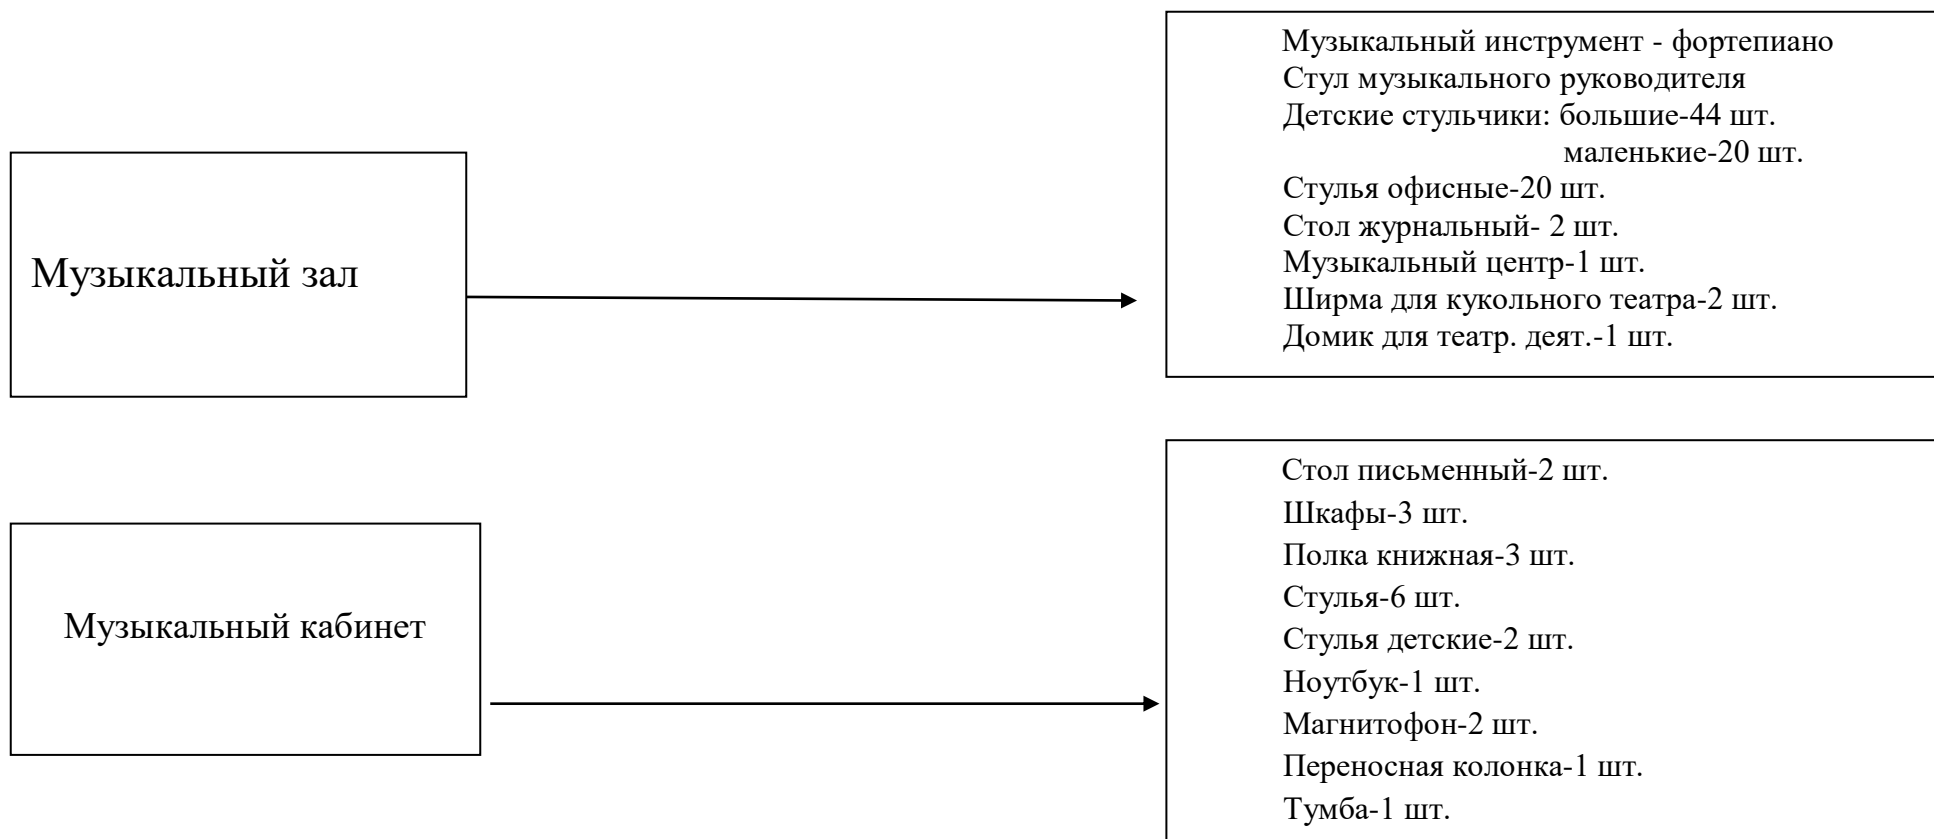 Музыкальный зал
Музыкальный инструмент - фортепиано
Стул музыкального руководителя
Детские стульчики: большие-44 шт.
маленькие-20 шт.
Стулья офисные-20 шт.
Стол журнальный- 2 шт.
Музыкальный центр-1 шт.
Ширма для кукольного театра-2 шт.
Домик для театр. деят.-1 шт.
Музыкальный кабинет
Стол письменный-2 шт.
Шкафы-3 шт.
Полка книжная-3 шт.
Стулья-6 шт.
Стулья детские-2 шт.
Ноутбук-1 шт.
Магнитофон-2 шт.
Переносная колонка-1 шт.
Тумба-1 шт.